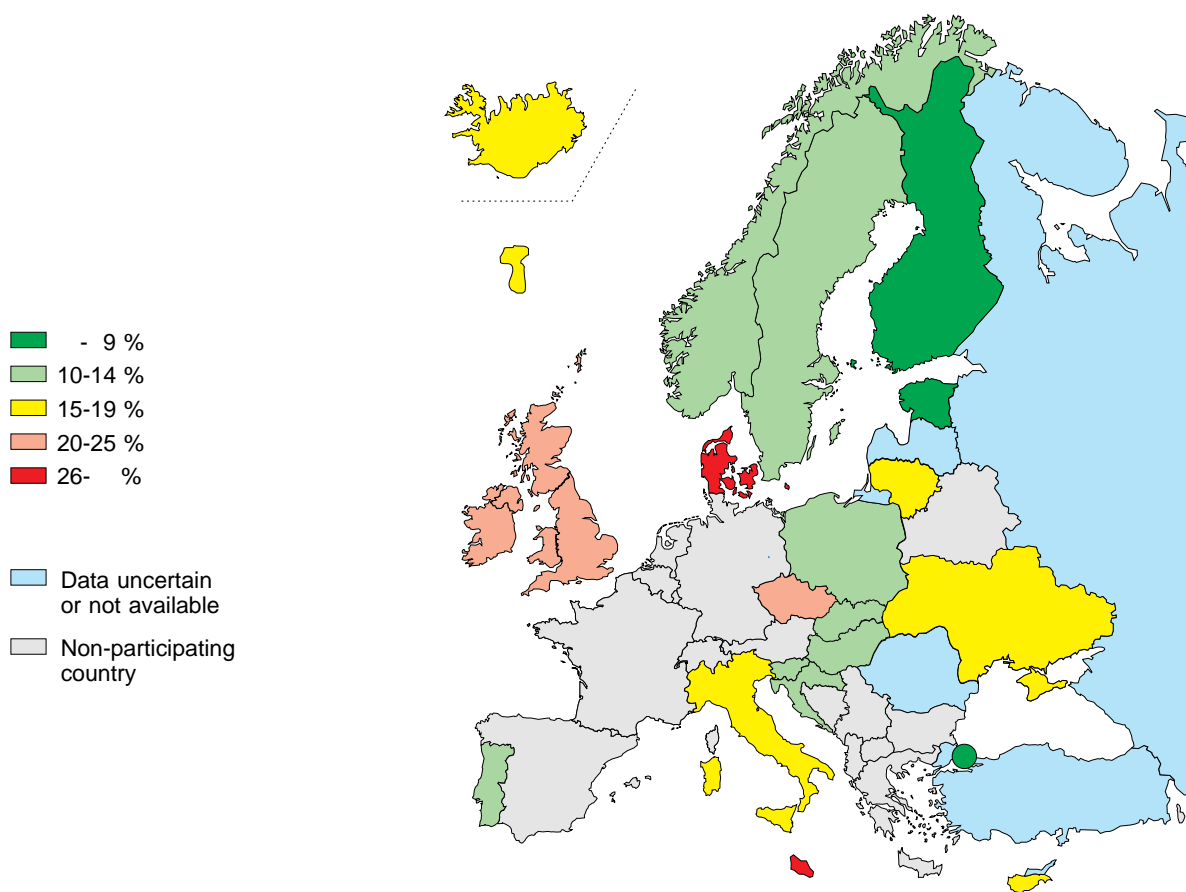 - 9 %
10-14 %
15-19 %
20-25 %
26- %
Data uncertain
or not available
Non-participating
country